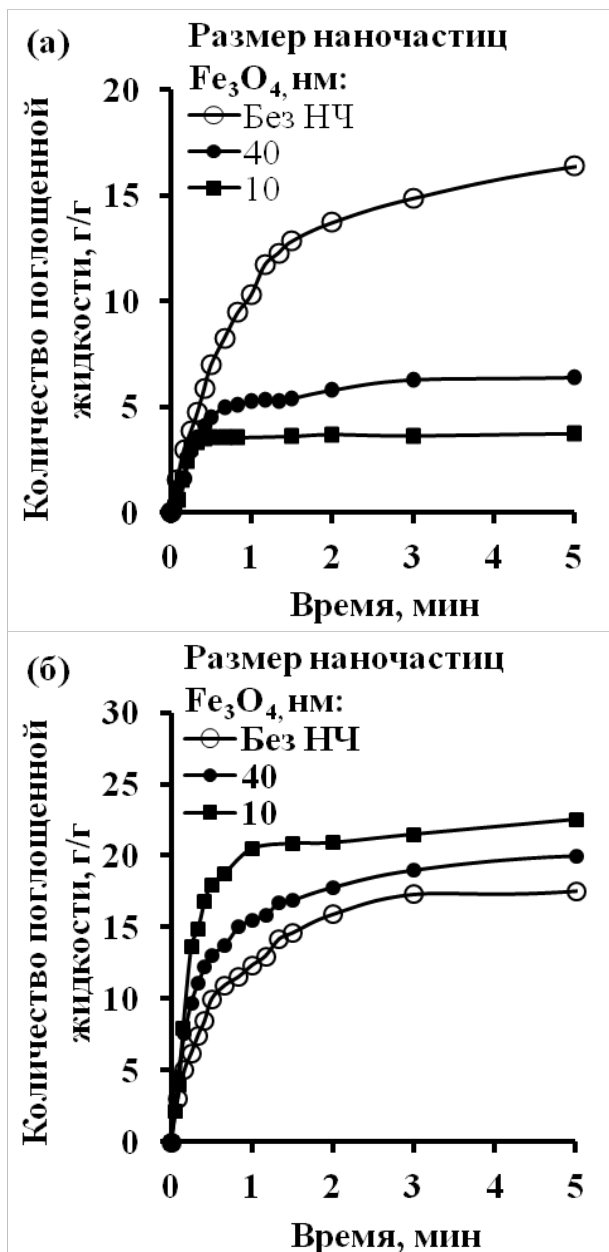 (а)
Размер наночастиц
Fe₃O₄, нм:
Без НЧ
40
10
20
15
10
5
0
Количество поглощенной
жидкости, г/г
0 1 2 3 4 5
Время, мин
(б)
Размер наночастиц
Fe₃O₄, нм:
Без НЧ
40
10
30
25
20
15
10
5
0
Количество поглощенной
жидкости, г/г
0 1 2 3 4 5
Время, мин